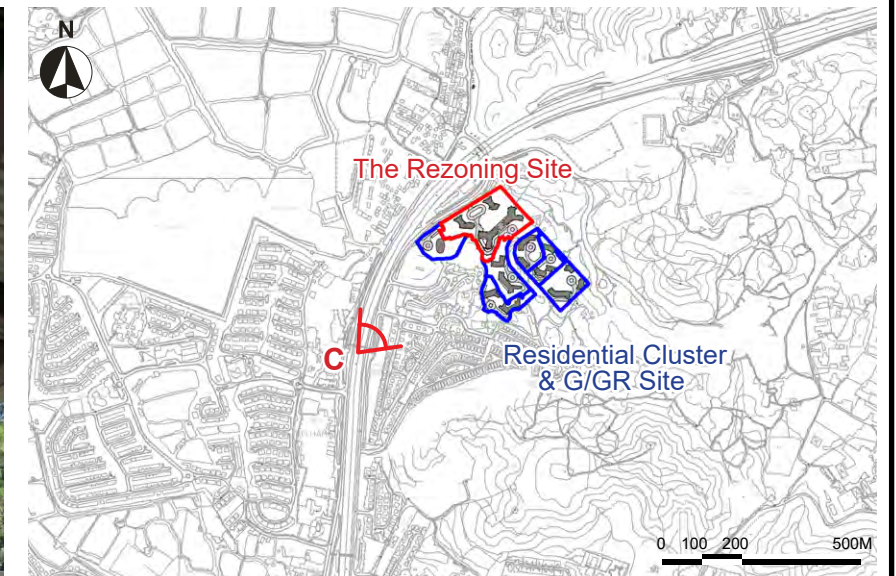 N
The Rezoning Site
C
Residential Cluster
& G/GR Site
0 100 200 500M